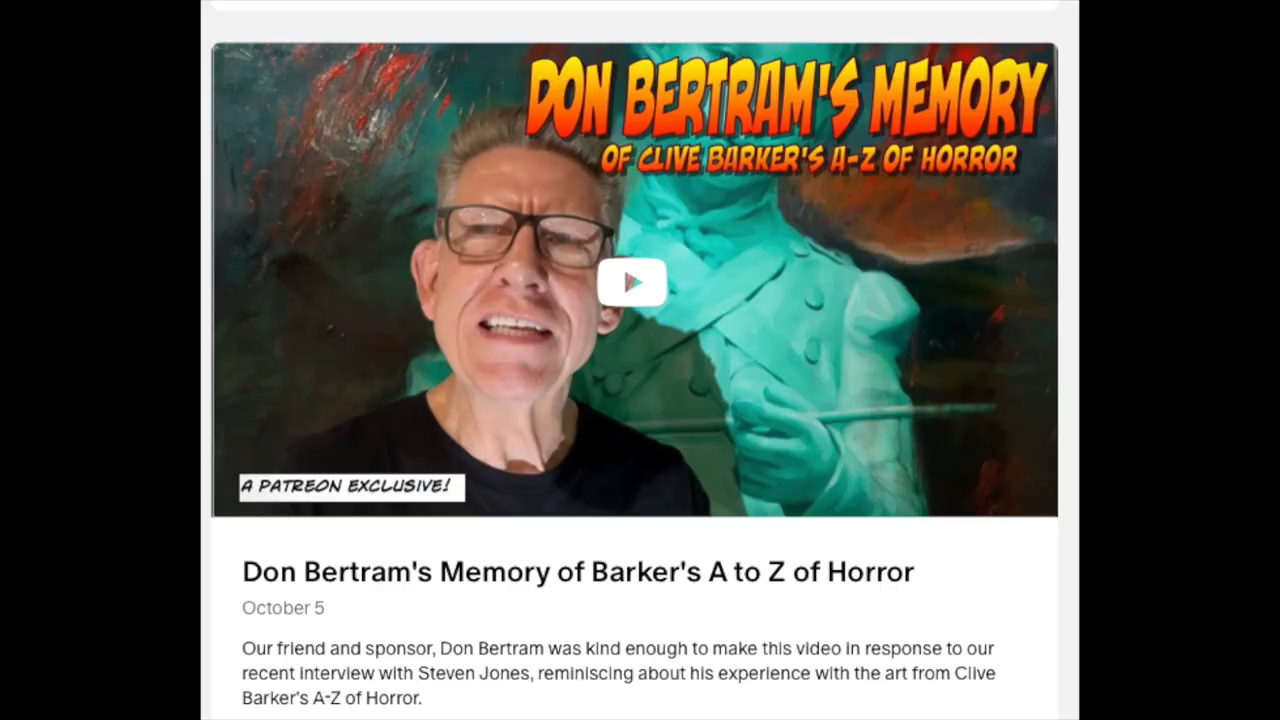 DON BERTRAM'S MEMORY
OF CLIVE BARKER'S A-Z OF HORROR
A PATREON EXCLUSIVE!
Don Bertram's Memory of Barker's A to Z of Horror
October 5
Our friend and sponsor, Don Bertram was kind enough to make this video in response to our
recent interview with Steven Jones, reminiscing about his experience with the art from Clive
Barker's A-Z of Horror.